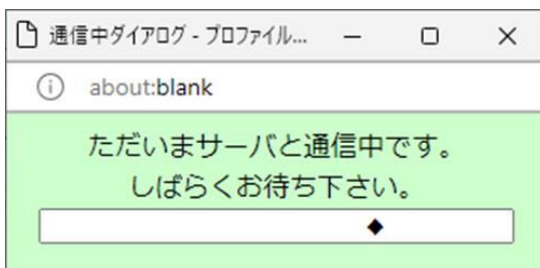 通信中ダイアログ - プロファイル...
about:blank
ただいまサーバと通信中です。
しばらくお待ち下さい。